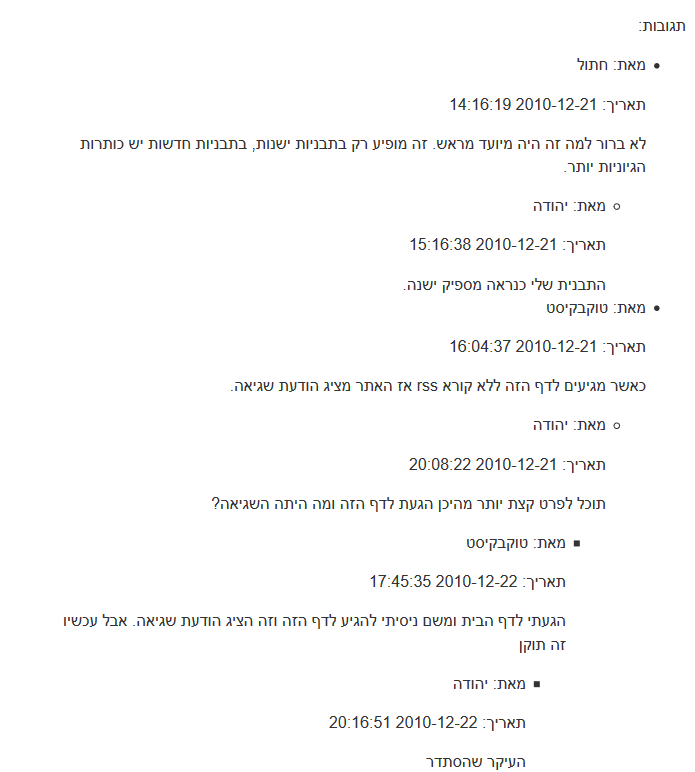 תגובות:
מאת: חתול
תאריך: 2010-12-21 14:16:19
לא ברור למה זה היה מיועד מראש. זה מופיע רק בתבניות ישנות, בתבניות חדשות יש כותרות
הגיוניות יותר.
מאת: יהודה
תאריך: 2010-12-21 15:16:38
התבנית שלי כנראה מספיק ישנה.
מאת: טוקבקיסט
תאריך: 2010-12-21 16:04:37
כאשר מגיעים לדף הזה ללא קורא rss אז האתר מציג הודעת שגיאה.
מאת: יהודה
תאריך: 2010-12-21 20:08:22
תוכל לפרט קצת יותר מהיכן הגעת לדף הזה ומה היתה השגיאה?
מאת: טוקבקיסט
תאריך: 2010-12-22 17:45:35
הגעתי לדף הבית ומשם ניסיתי להגיע לדף הזה וזה הציג הודעת שגיאה. אבל עכשיו
זה תוקן
מאת: יהודה
תאריך: 2010-12-22 20:16:51
העיקר שהסתדר